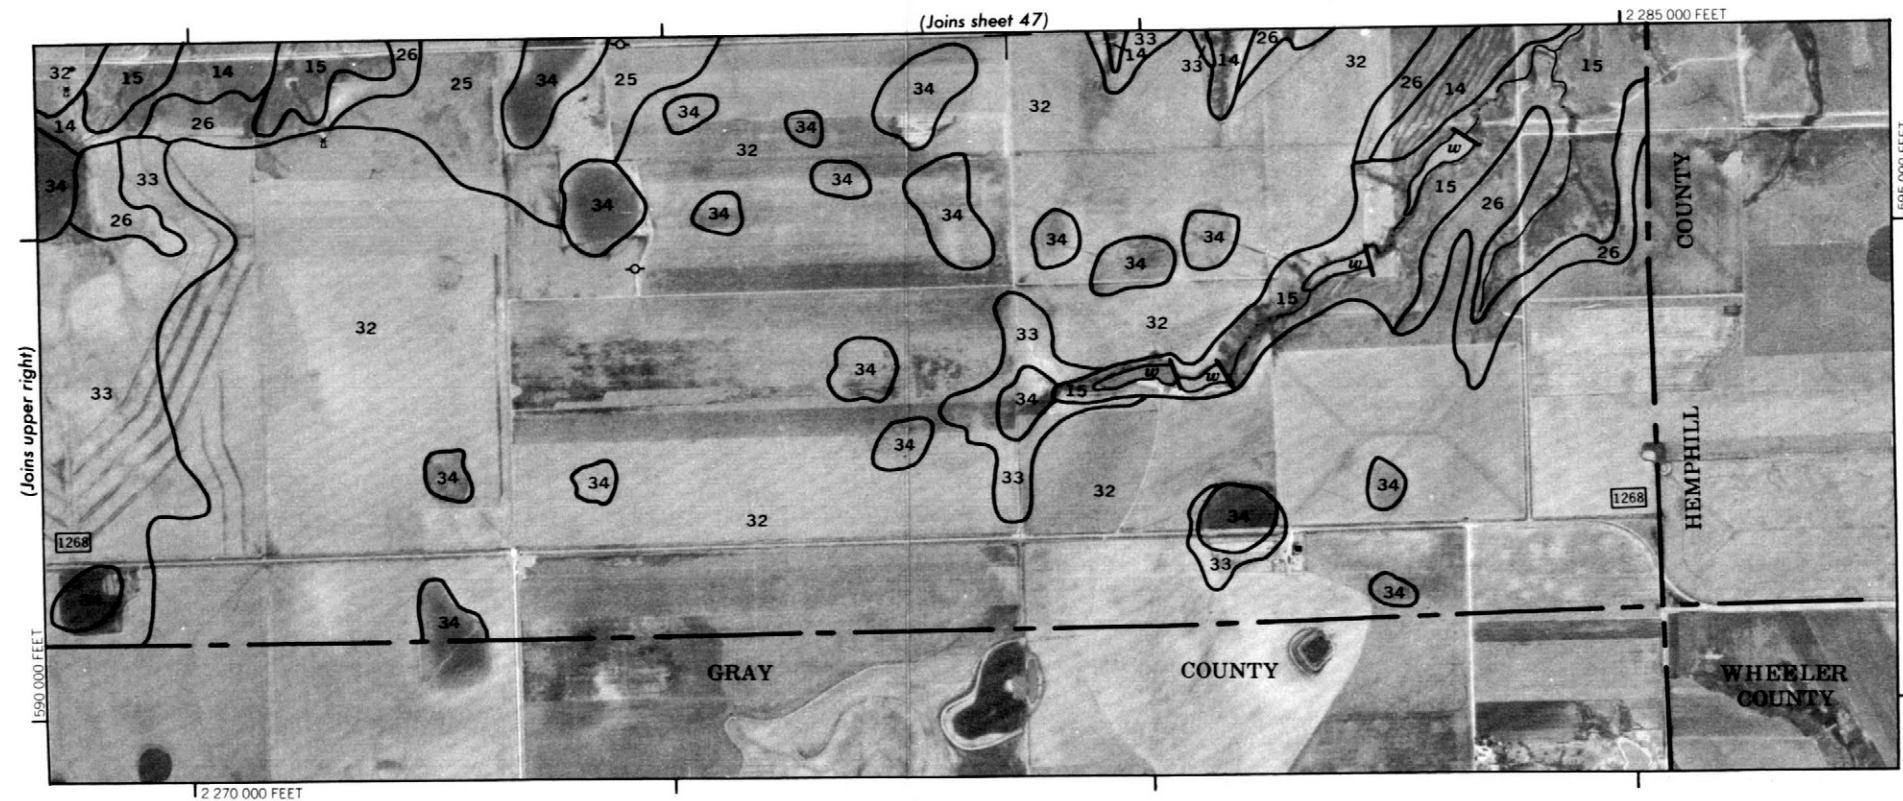 (Joins sheet 47)
2 285 000 FEET
32 15 14 15 26 25 34 25 34 32 33 14 33 14 26 32 26 14 15
14 26 34 34 32 w
595 000 FEET
34 33 26 34 34 34 34 15 26 COUNTY
34 34 34 w 26
32 33 32 15
(Joins upper right)
33 34 34 15 w w
34 HEMPHILL
34 34 33 32 34 1268
32 34
1268 33
34 34
590 000 FEET
GRAY COUNTY WHEELER
COUNTY
2 270 000 FEET